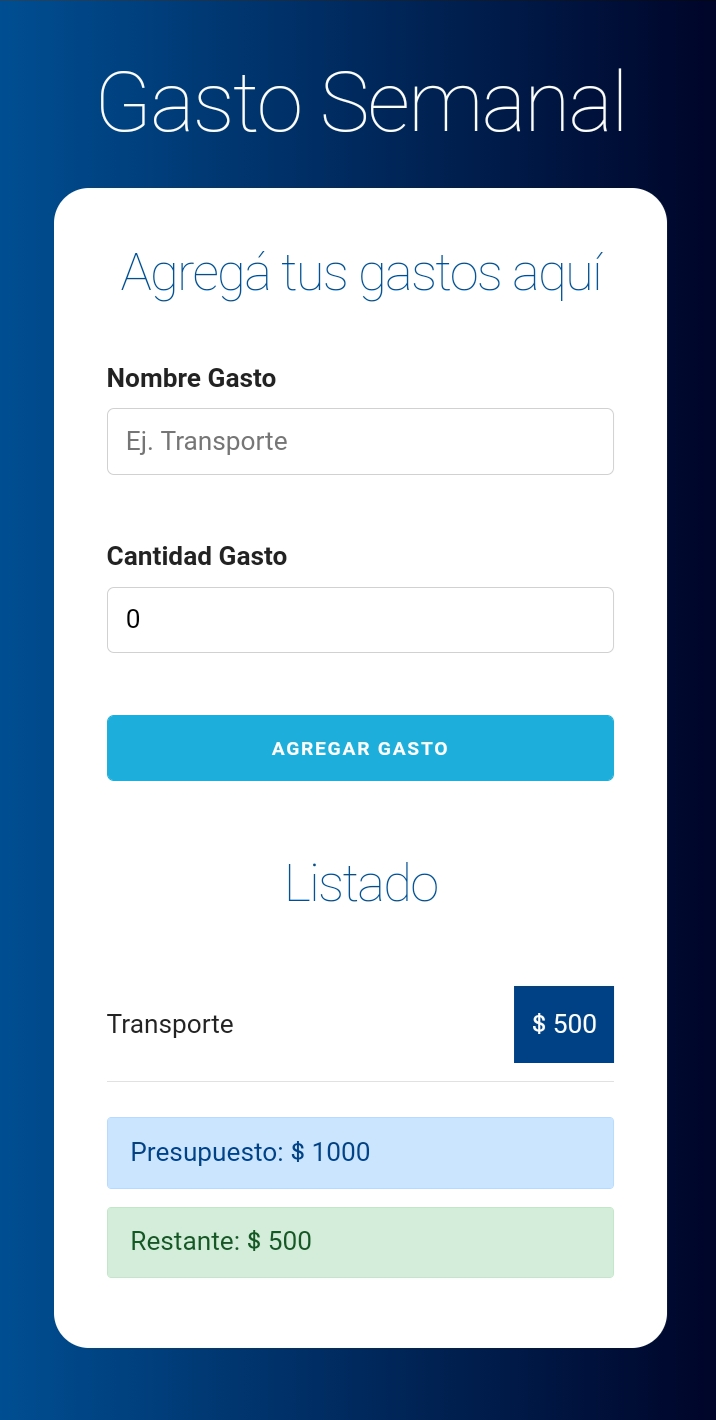 Gasto Semanal
Agregá tus gastos aquí
Nombre Gasto
Ej. Transporte
Cantidad Gasto
0
AGREGAR GASTO
Listado
Transporte $ 500
Presupuesto: $ 1000
Restante: $ 500